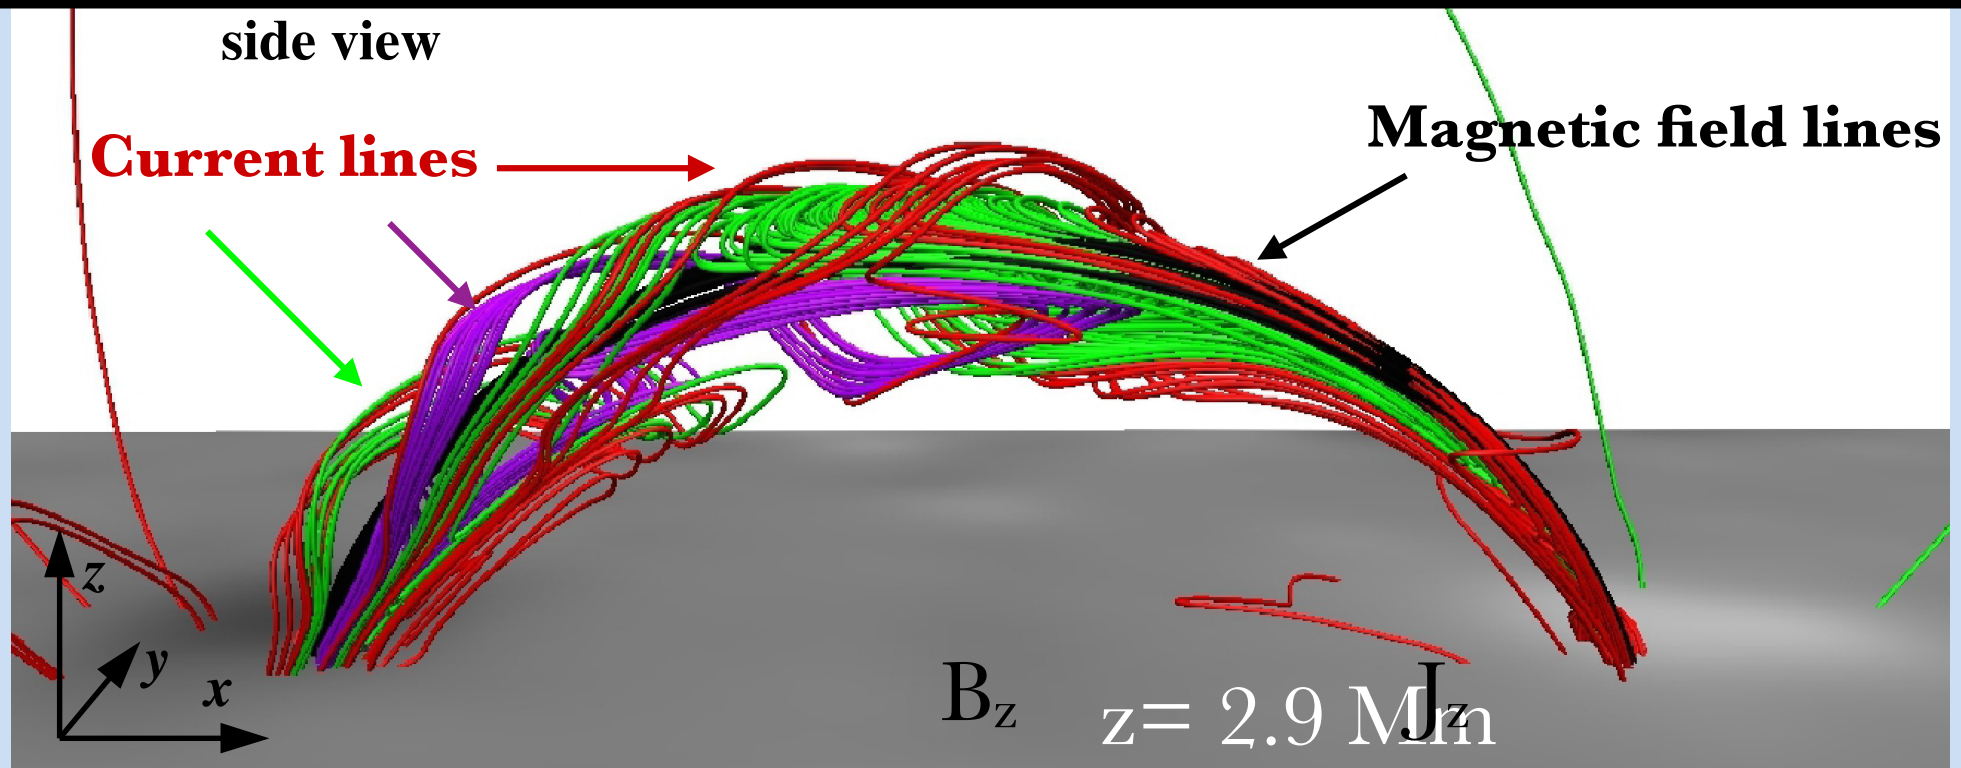 side view
Magnetic field lines
Current lines
z
y
x
Bz
Jz
z= 2.9 Mm